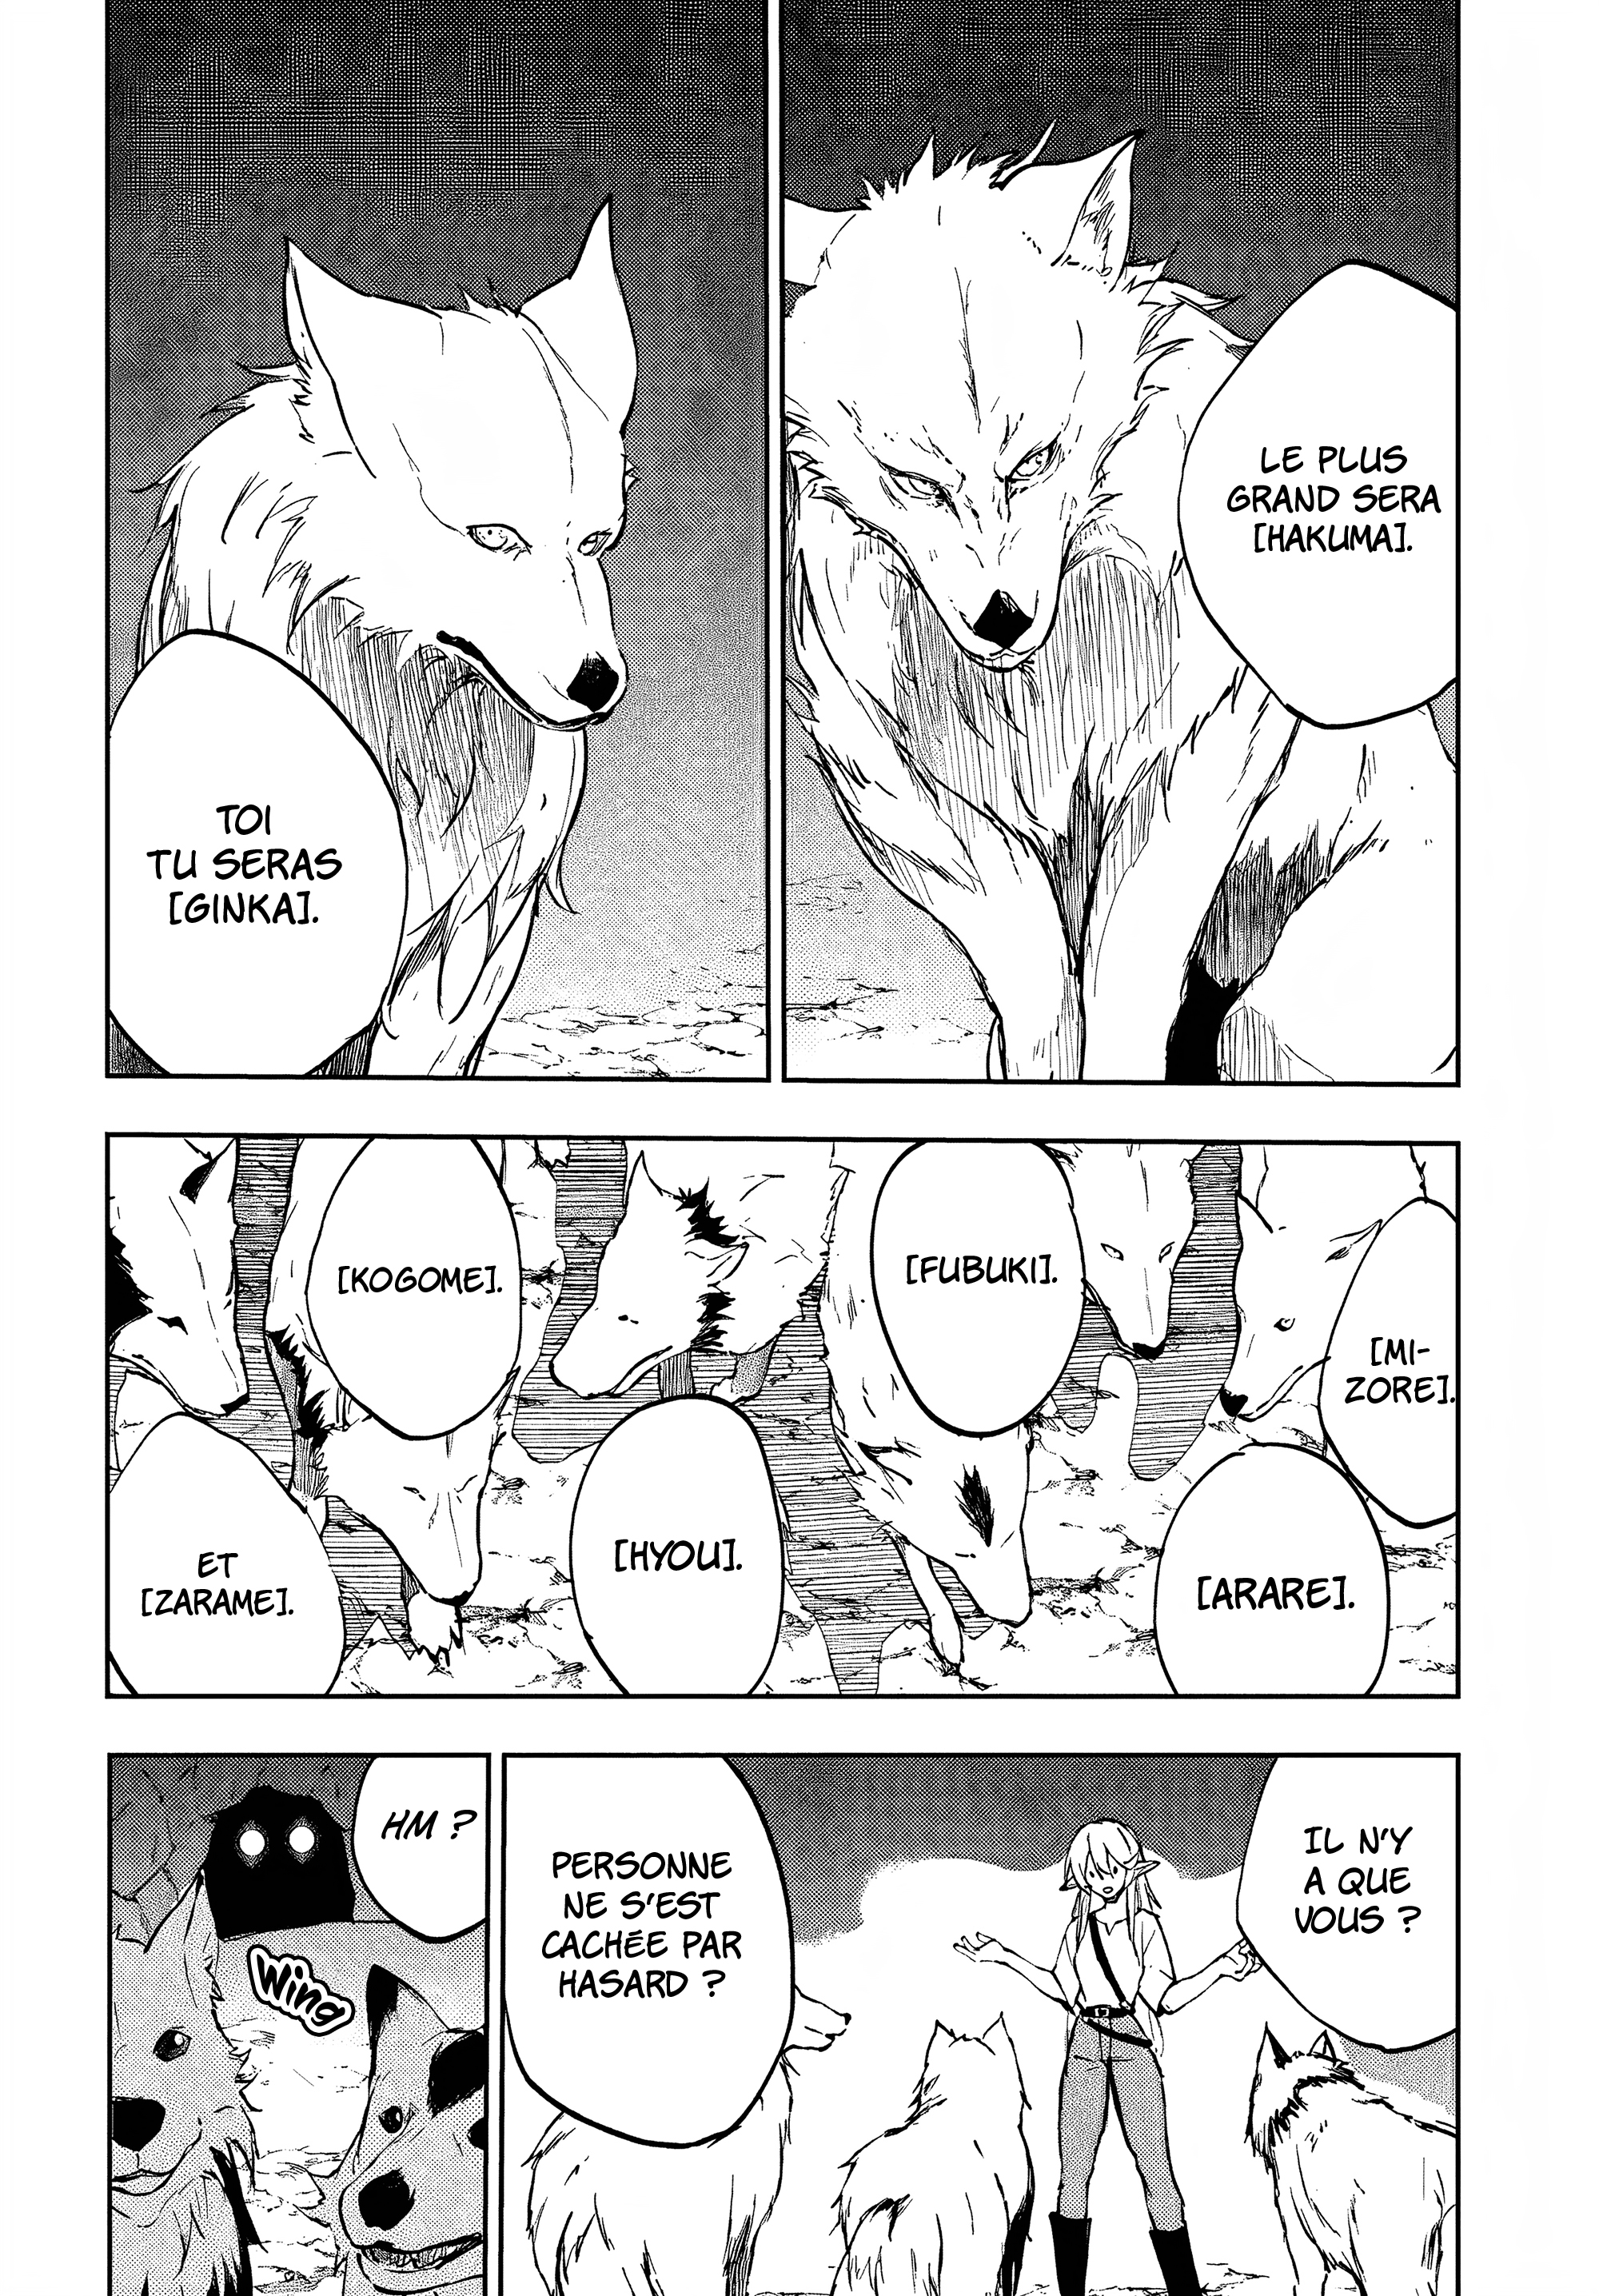 LE PLUS
GRAND SERA
[HAKUMA].
TOI
TU SERAS
[GINKA].
[MI-
ZORE].
[ARARE].
[FUBUKI].
[HYOU].
[KOGOME].
ET
[ZARAME].
IL N'Y
A QUE
VOUS ?
PERSONNE
NE S'EST
CACHÉE PAR
HASARD ?
HM ?
Wing